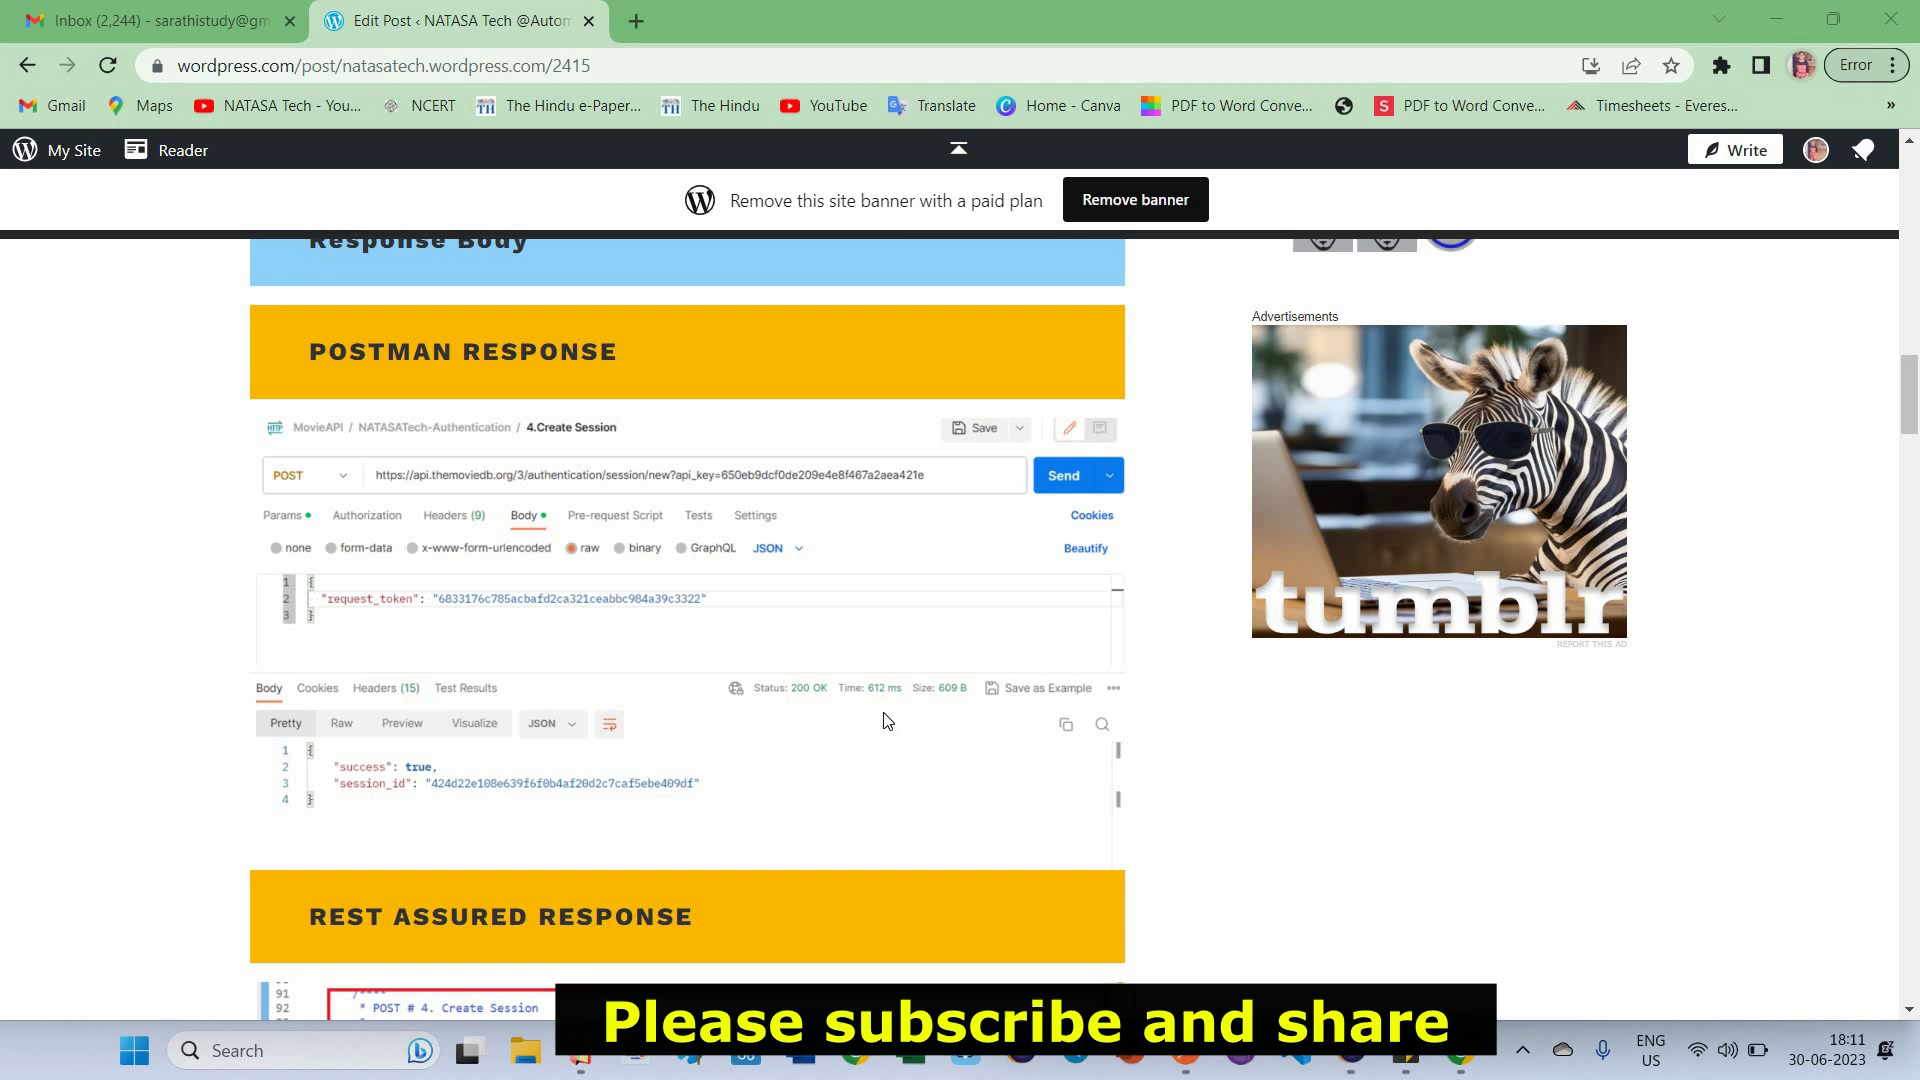 Inbox (2,244) - sarathistudy@gm
Edit Post ‹ NATASA Tech @Autom
wordpress.com/post/natasatech.wordpress.com/2415
Error
Gmail
Maps
NATASA Tech - You...
NCERT
The Hindu e-Paper...
The Hindu
YouTube
Translate
Home - Canva
PDF to Word Conve...
PDF to Word Conve...
Timesheets - Everes...
»
My Site
Reader
Write
Remove this site banner with a paid plan
Remove banner
Response Body
POSTMAN RESPONSE
Advertisements
tumblr
REPORT THIS AD
HTTP MovieAPI / NATASATech-Authentication / 4.Create Session
Save
POST
https://api.themoviedb.org/3/authentication/session/new?api_key=650eb9dcf0de209e4e8f467a2aea421e
Send
Params
Authorization
Headers (9)
Body
Pre-request Script
Tests
Settings
Cookies
none
form-data
x-www-form-urlencoded
raw
binary
GraphQL
JSON
Beautify
1 {
2 "request_token": "6833176c785acbafd2ca321ceabbc984a39c3322"
3 }
Body
Cookies
Headers (15)
Test Results
Status: 200 OK
Time: 612 ms
Size: 609 B
Save as Example
Pretty
Raw
Preview
Visualize
JSON
1 {
2 "success": true,
3 "session_id": "424d22e108e639f6f0b4af20d2c7caf5ebe409df"
4 }
REST ASSURED RESPONSE
91 /****
92 * POST # 4. Create Session
Please subscribe and share
Search
ENG
US
18:11
30-06-2023